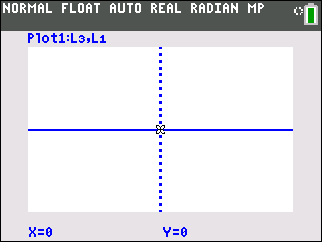 NORMAL FLOAT AUTO REAL RADIAN MP
Plot1:L₃,L₁
X=0 Y=0